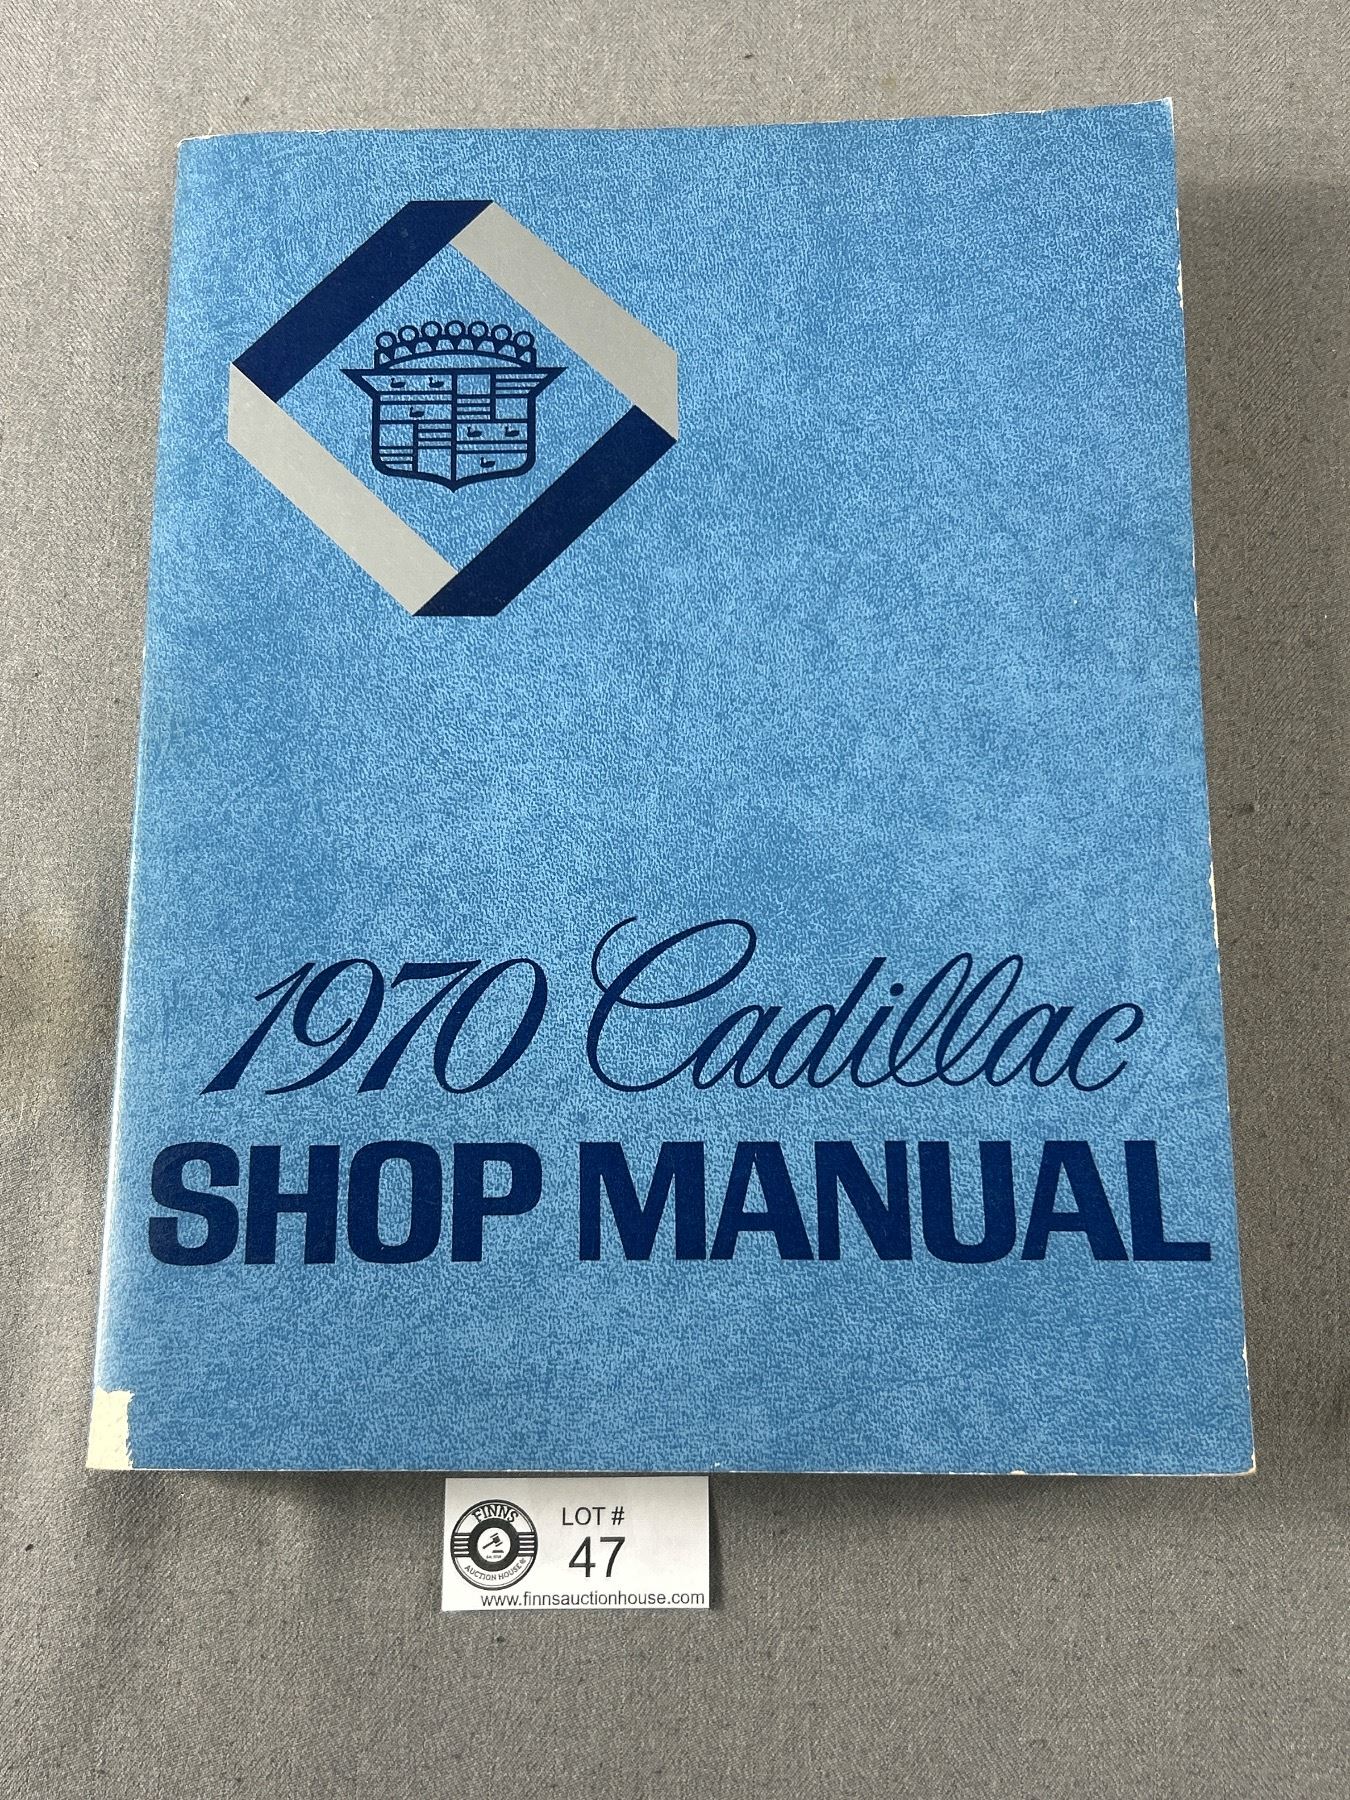 1970 Cadillac
SHOP MANUAL
FINNS
AUCTION HOUSE
LOT #
47
www.finnsauctionhouse.com